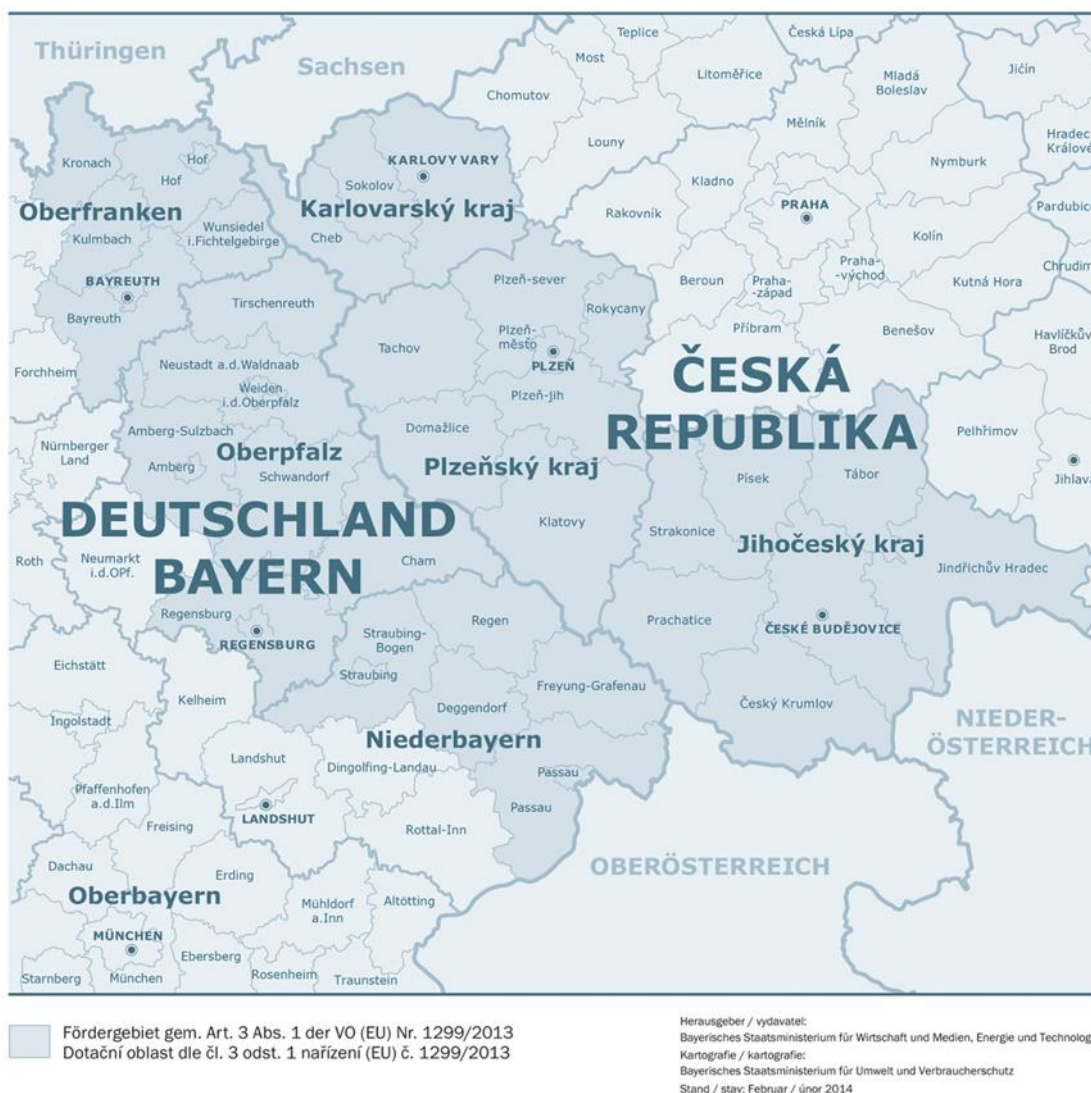 Thüringen
Sachsen
Teplice
Česká Lípa
Most
Litoměřice
Mladá
Boleslav
Jičín
Chomutov
Mělník
Hradec
Králové
Louny
Kronach
Hof
Hof
KARLOVY VARY
Sokolov
Nymburk
Kladno
Oberfranken
Karlovarský kraj
Rakovník
PRAHA
Pardubice
Wunsiedel
i.Fichtelgebirge
Kulmbach
Cheb
Kolín
BAYREUTH
Plzeň-sever
Beroun
Praha-
-západ
Praha-
-východ
Kutná Hora
Chrudim
Bayreuth
Tirschenreuth
Rokycany
Příbram
Benešov
Havlíčkův
Brod
Tachov
Plzeň-
město
PLZEŇ
Forchheim
Neustadt a.d.Waldnaab
Weiden
i.d.Oberpfalz
Plzeň-jih
ČESKÁ
REPUBLIKA
Nürnberger
Land
Amberg-Sulzbach
Domažlice
Pelhřimov
Amberg
Oberpfalz
Schwandorf
Plzeňský kraj
Písek
Tábor
Jihlava
DEUTSCHLAND
BAYERN
Klatovy
Strakonice
Jihočeský kraj
Roth
Neumarkt
i.d.OPf.
Cham
Jindřichův Hradec
Regensburg
REGENSBURG
Straubing-
Bogen
Regen
Prachatice
ČESKÉ BUDĚJOVICE
Eichstätt
Straubing
Kelheim
Freyung-Grafenau
Český Krumlov
Ingolstadt
Deggendorf
NIEDER-
ÖSTERREICH
Niederbayern
Landshut
Dingolfing-Landau
Passau
Pfaffenhofen
a.d.Ilm
LANDSHUT
Passau
Freising
Rottal-Inn
Dachau
Erding
OBERÖSTERREICH
Oberbayern
Mühldorf
a.Inn
Altötting
MÜNCHEN
Ebersberg
Starnberg
München
Rosenheim
Traunstein
Fördergebiet gem. Art. 3 Abs. 1 der VO (EU) Nr. 1299/2013
Dotační oblast dle čl. 3 odst. 1 nařízení (EU) č. 1299/2013
Herausgeber / vydavatel:
Bayerisches Staatsministerium für Wirtschaft und Medien, Energie und Technolog
Kartografie / kartografie:
Bayerisches Staatsministerium für Umwelt und Verbraucherschutz
Stand / stav: Februar / únor 2014